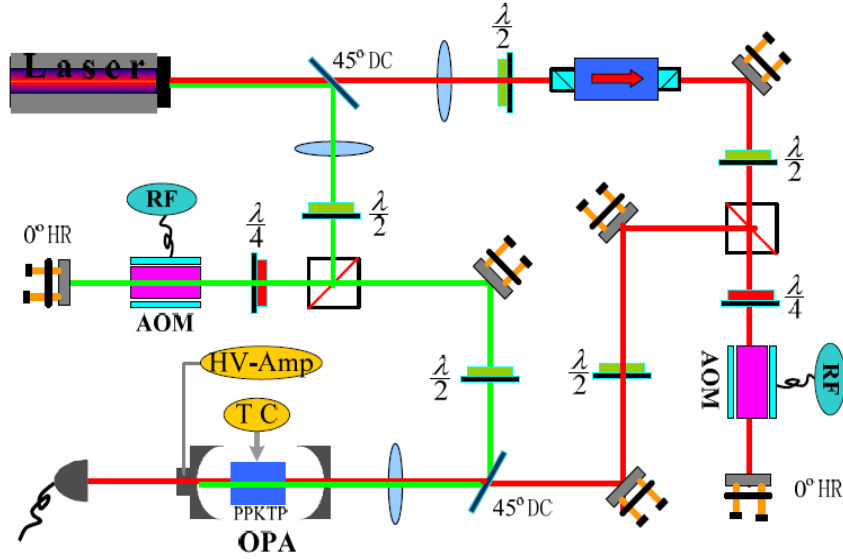 Laser
45° DC
λ/2
λ/2
RF
0° HR
λ/4
λ/2
AOM
HV-Amp
T C
λ/2
λ/2
λ/4
AOM
RF
PPKTP
OPA
45° DC
0° HR